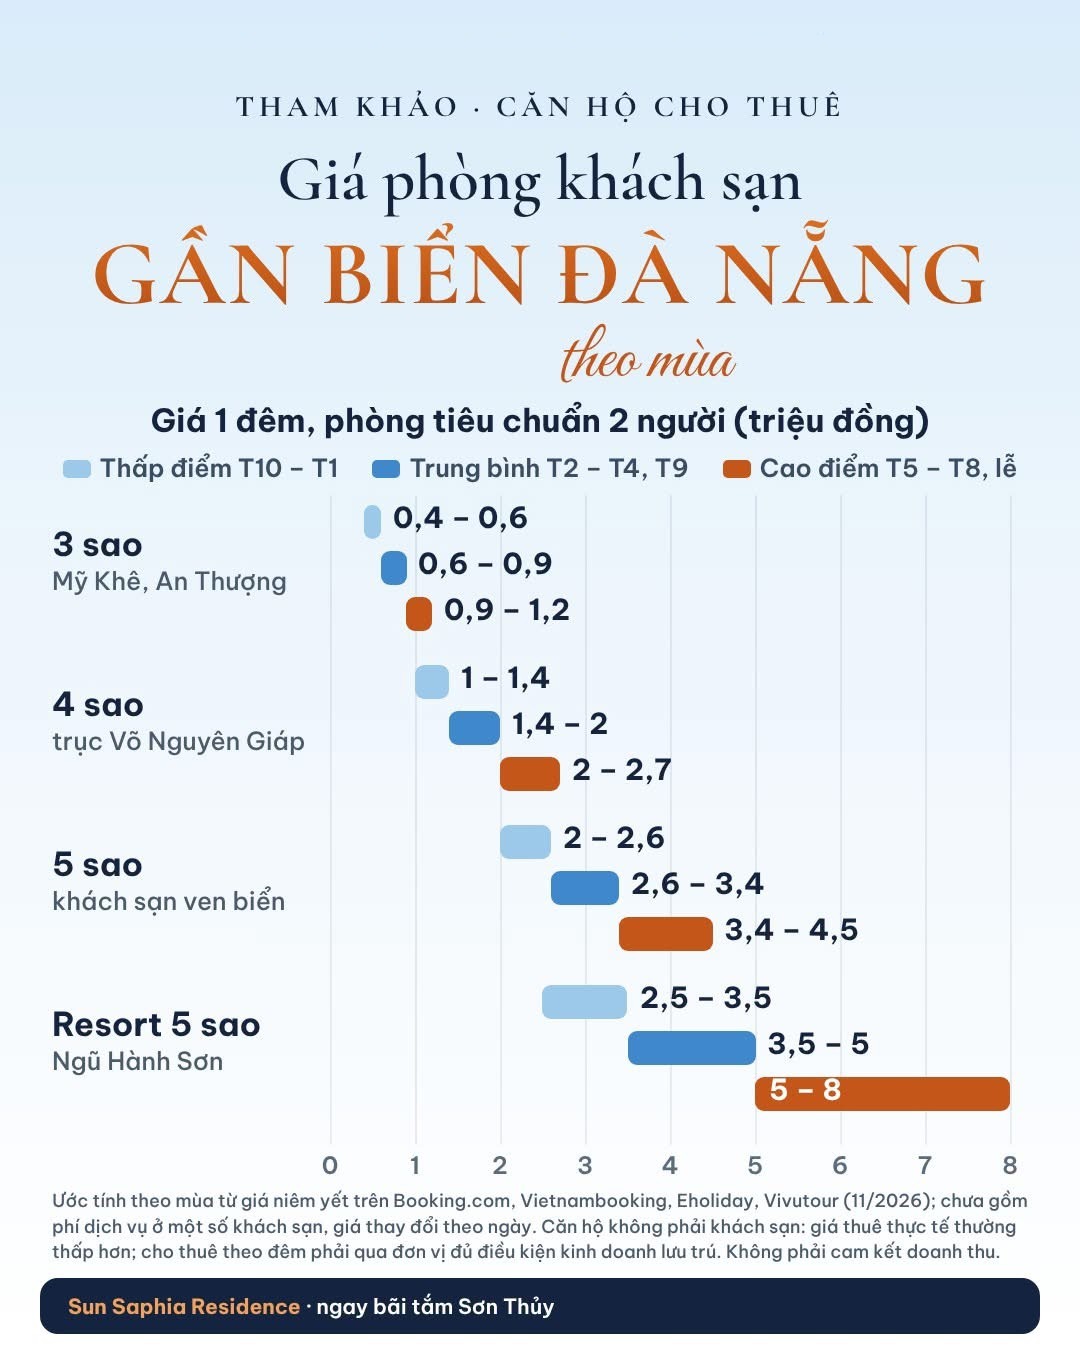 THAM KHẢO · CĂN HỘ CHO THUÊ
Giá phòng khách sạn
GẦN BIỂN ĐÀ NẴNG
theo mùa
Giá 1 đêm, phòng tiêu chuẩn 2 người (triệu đồng)
Thấp điểm T10 – T1 Trung bình T2 – T4, T9 Cao điểm T5 – T8, lễ
3 sao
Mỹ Khê, An Thượng
0,4 – 0,6
0,6 – 0,9
0,9 – 1,2
4 sao
trục Võ Nguyên Giáp
1 – 1,4
1,4 – 2
2 – 2,7
5 sao
khách sạn ven biển
2 – 2,6
2,6 – 3,4
3,4 – 4,5
Resort 5 sao
Ngũ Hành Sơn
2,5 – 3,5
3,5 – 5
5 – 8
0 1 2 3 4 5 6 7 8
Ước tính theo mùa từ giá niêm yết trên Booking.com, Vietnambooking, Eholiday, Vivutour (11/2026); chưa gồm
phí dịch vụ ở một số khách sạn, giá thay đổi theo ngày. Căn hộ không phải khách sạn: giá thuê thực tế thường
thấp hơn; cho thuê theo đêm phải qua đơn vị đủ điều kiện kinh doanh lưu trú. Không phải cam kết doanh thu.
Sun Saphia Residence · ngay bãi tắm Sơn Thủy